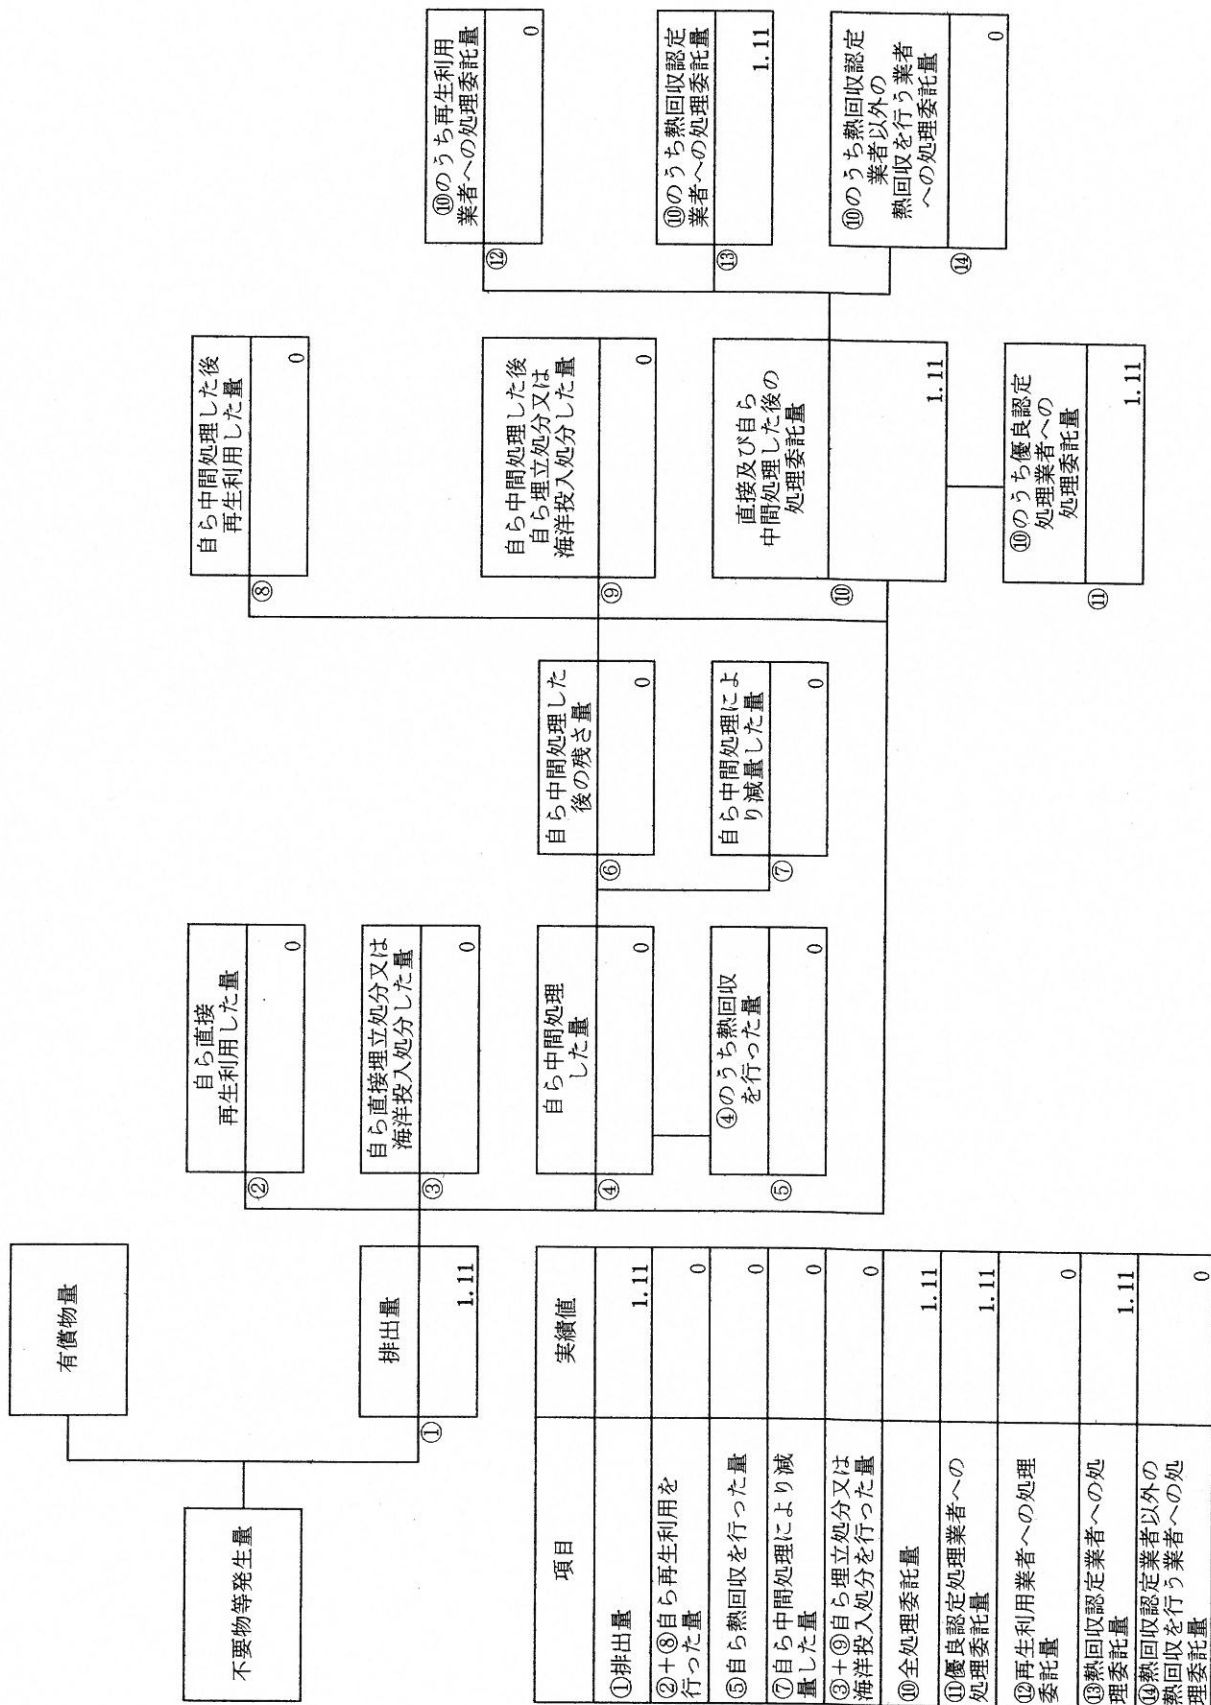 不要物等発生量
有償物量
排出量
①
1.11
自ら直接
再生利用した量
②
0
自ら直接埋立処分又は
海洋投入処分した量
③
0
自ら中間処理
した量
④
0
④のうち熱回収
を行った量
⑤
0
自ら中間処理した
後の残さ量
⑥
0
自ら中間処理によ
り減量した量
⑦
0
自ら中間処理した後
再生利用した量
⑧
0
自ら中間処理した後
自ら埋立処分又は
海洋投入処分した量
⑨
0
直接及び自ら
中間処理した後の
処理委託量
⑩
1.11
⑩のうち優良認定
処理業者への
処理委託量
⑪
1.11
⑩のうち再生利用
業者への処理委託量
⑫
0
⑩のうち熱回収認定
業者への処理委託量
⑬
1.11
⑩のうち熱回収認定
業者以外の
熱回収を行う業者
への処理委託量
⑭
0
項目 実績値
①排出量 1.11
②+⑧自ら再生利用を
行った量 0
⑤自ら熱回収を行った量 0
⑦自ら中間処理により減
量した量 0
③+⑨自ら埋立処分又は
海洋投入処分を行った量 0
⑩全処理委託量 1.11
⑪優良認定処理業者への
処理委託量 1.11
⑫再生利用業者への処理
委託量 0
⑬熱回収認定業者への処
理委託量 1.11
⑭熱回収認定業者以外の
熱回収を行う業者への処
理委託量 0